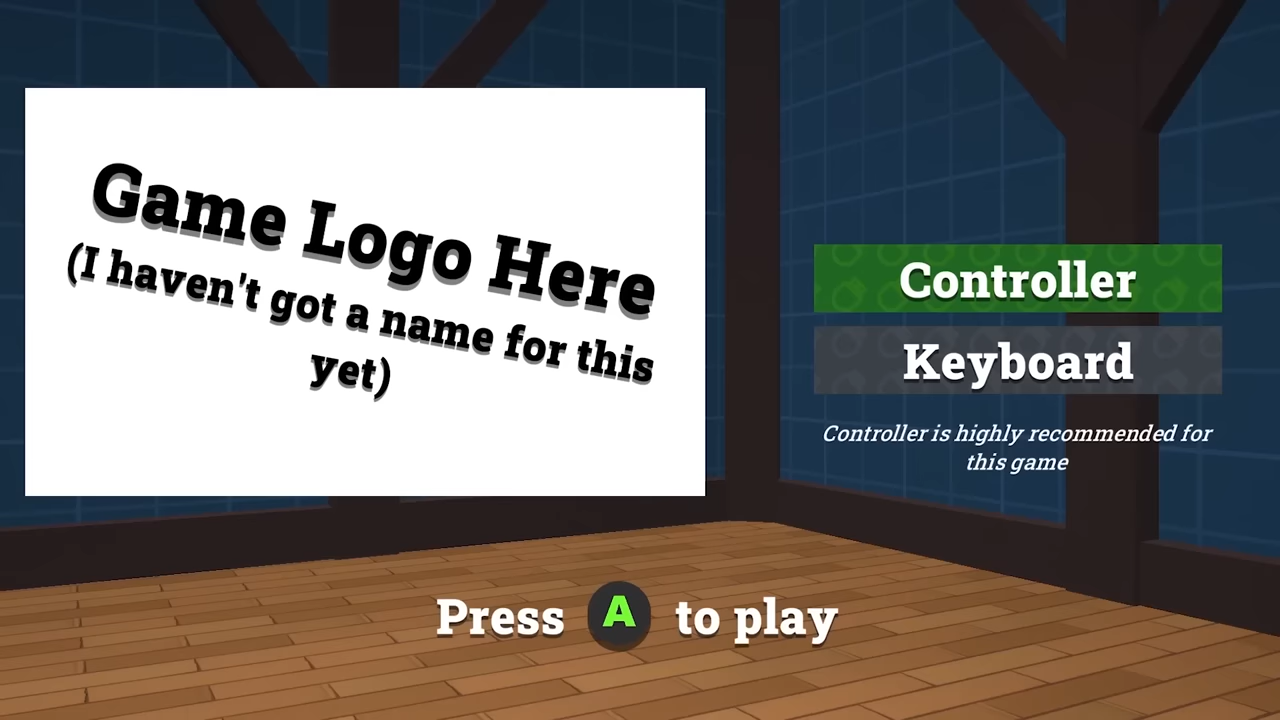 Game Logo Here
(I haven't got a name for this
yet)
Controller
Keyboard
Controller is highly recommended for
this game
Press A to play